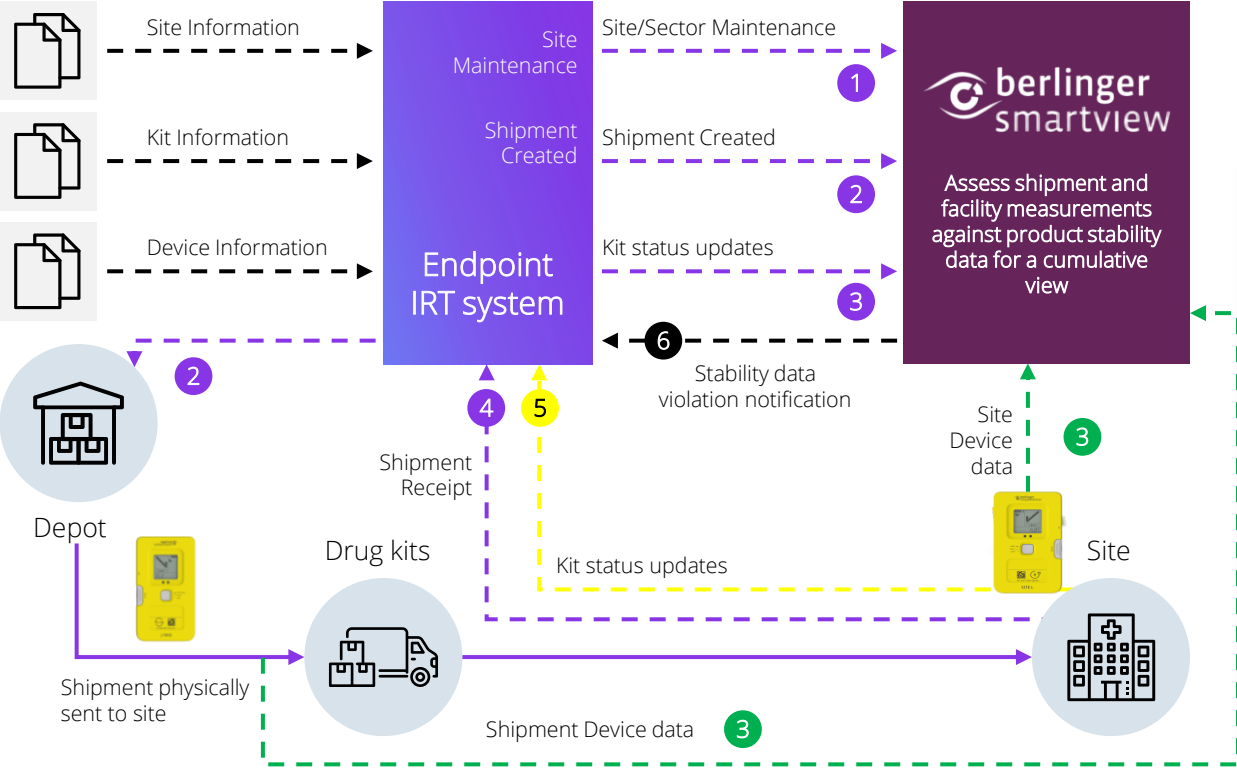 Site Information
Site
Maintenance
Site/Sector Maintenance
1
berlinger
smartview
Kit Information
Shipment
Created
Shipment Created
2
Assess shipment and
facility measurements
against product stability
data for a cumulative
view
Device Information
Endpoint
IRT system
Kit status updates
3
6
Stability data
violation notification
2
4
5
Site
Device
data
3
Shipment
Receipt
Depot
Drug kits
Kit status updates
Site
Shipment physically
sent to site
Shipment Device data
3